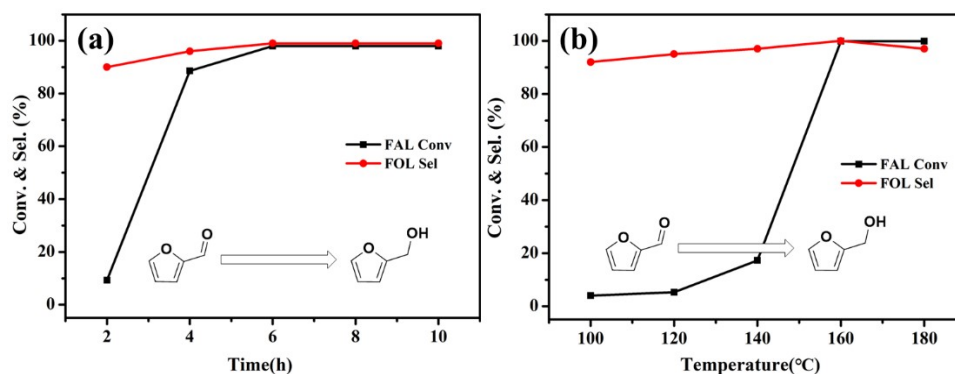 (a)
100
80
60
40
20
0
Conv. & Sel. (%)
FAL Conv
FOL Sel
O
O
OH
O
2
4
6
8
10
Time(h)
(b)
100
80
60
40
20
0
Conv. & Sel. (%)
FAL Conv
FOL Sel
O
O
OH
O
100
120
140
160
180
Temperature(℃)